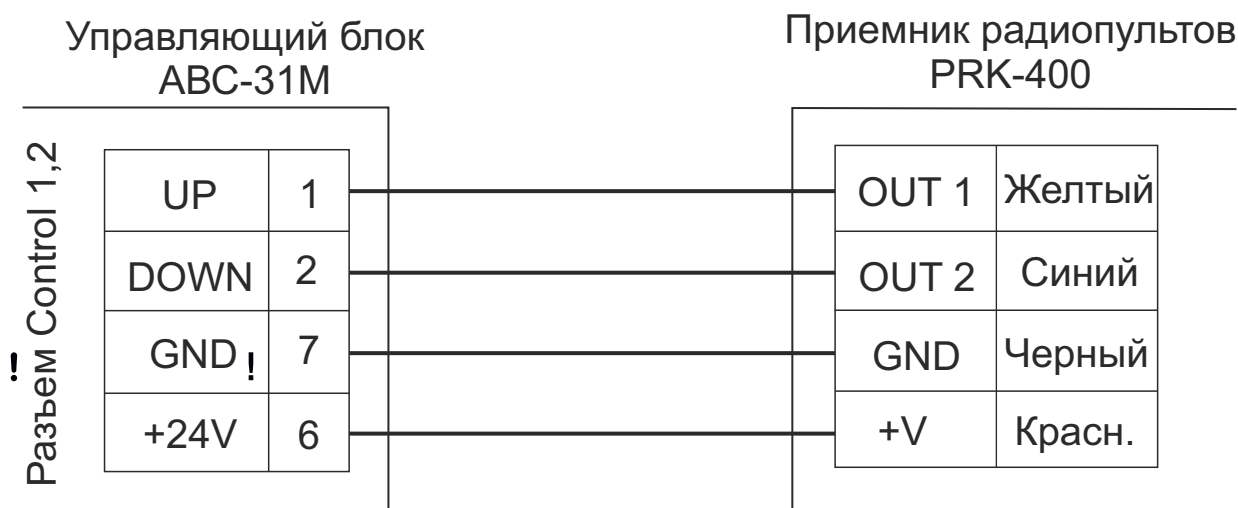 Управляющий блок
ABC-31M
Приемник радиопультов
PRK-400
! Разъем Control 1,2
UP 1
DOWN 2
GND ! 7
+24V 6
OUT 1 Желтый
OUT 2 Синий
GND Черный
+V Красн.